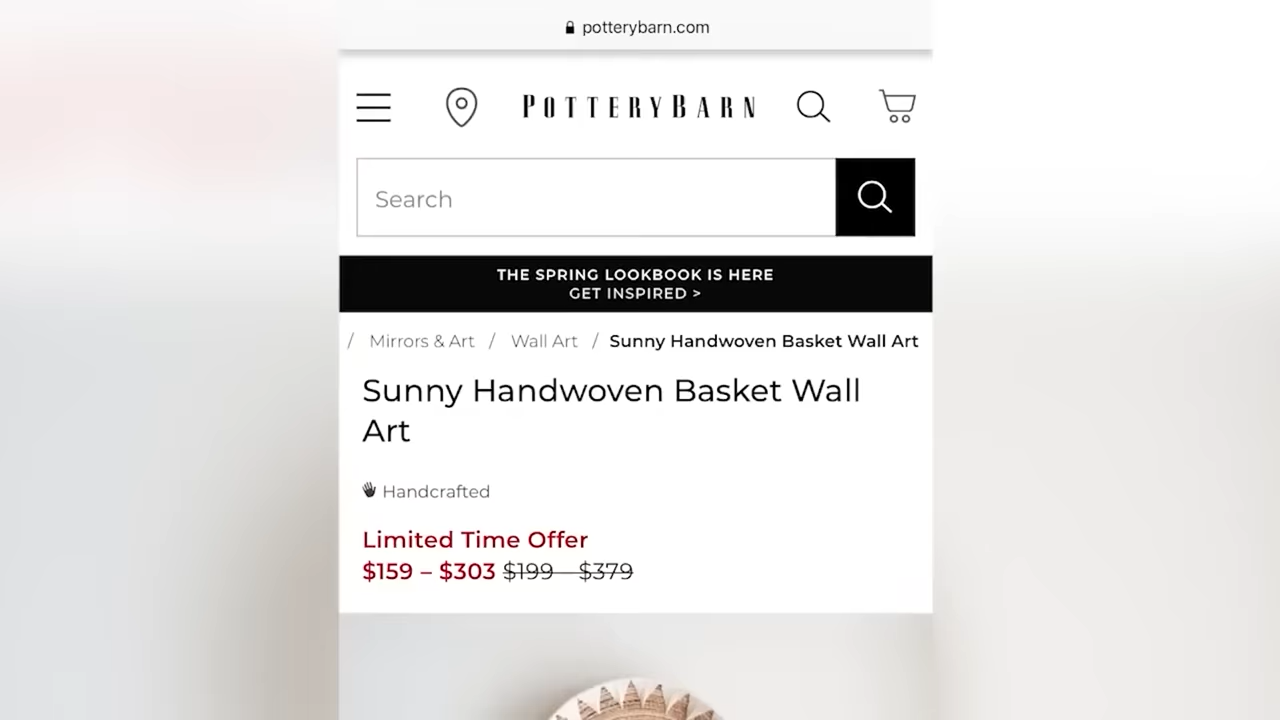 potterybarn.com
POTTERYBARN
Search
THE SPRING LOOKBOOK IS HERE
GET INSPIRED >
/ Mirrors & Art / Wall Art / Sunny Handwoven Basket Wall Art
Sunny Handwoven Basket Wall
Art
Handcrafted
Limited Time Offer
$159 – $303 $199 – $379